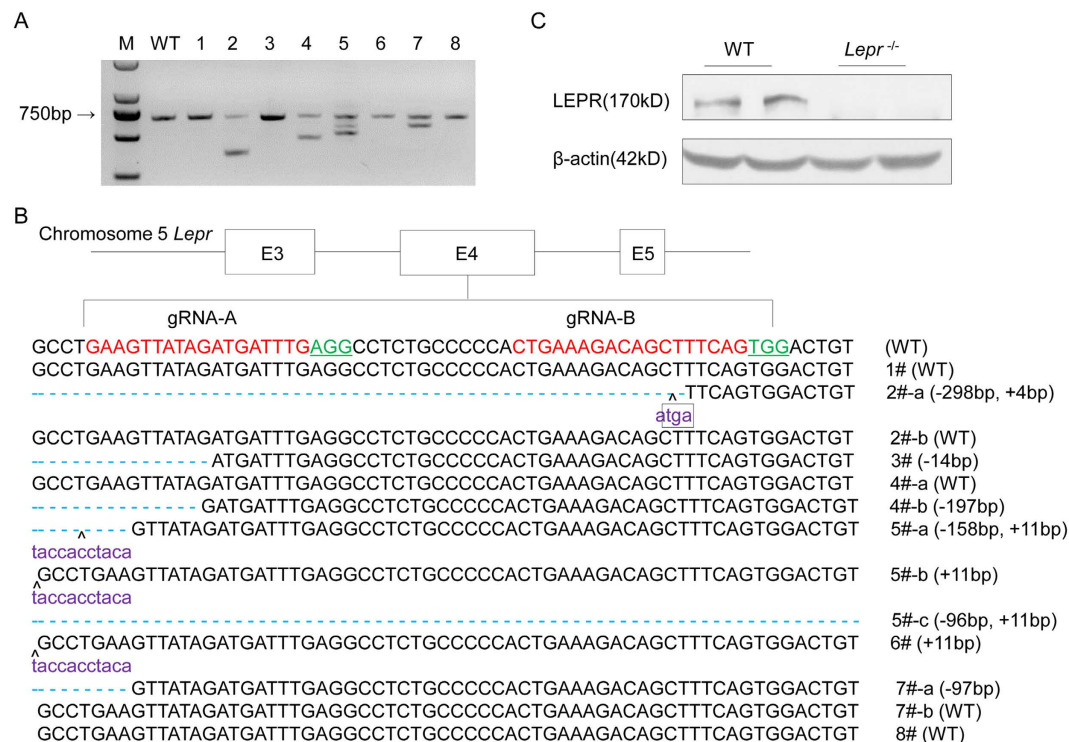 A
M WT 1 2 3 4 5 6 7 8
750bp →
C
WT Lepr -/-
LEPR(170kD)
β-actin(42kD)
B
Chromosome 5 Lepr
E3 E4 E5
gRNA-A gRNA-B
GCCTGAAGTTATAGATGATTTGAGGCCTCTGCCCCCACTGAAAGACAGCTTTCAGTGGACTGT (WT)
GCCTGAAGTTATAGATGATTTGAGGCCTCTGCCCCCACTGAAAGACAGCTTTCAGTGGACTGT 1# (WT)
TTCAGTGGACTGT 2#-a (-298bp, +4bp)
^
atga
GCCTGAAGTTATAGATGATTTGAGGCCTCTGCCCCCACTGAAAGACAGCTTTCAGTGGACTGT 2#-b (WT)
ATGATTTGAGGCCTCTGCCCCCACTGAAAGACAGCTTTCAGTGGACTGT 3# (-14bp)
GCCTGAAGTTATAGATGATTTGAGGCCTCTGCCCCCACTGAAAGACAGCTTTCAGTGGACTGT 4#-a (WT)
GATGATTTGAGGCCTCTGCCCCCACTGAAAGACAGCTTTCAGTGGACTGT 4#-b (-197bp)
GTTATAGATGATTTGAGGCCTCTGCCCCCACTGAAAGACAGCTTTCAGTGGACTGT 5#-a (-158bp, +11bp)
^
taccacctaca
GCCTGAAGTTATAGATGATTTGAGGCCTCTGCCCCCACTGAAAGACAGCTTTCAGTGGACTGT 5#-b (+11bp)
^
taccacctaca
5#-c (-96bp, +11bp)
GCCTGAAGTTATAGATGATTTGAGGCCTCTGCCCCCACTGAAAGACAGCTTTCAGTGGACTGT 6# (+11bp)
^
taccacctaca
GTTATAGATGATTTGAGGCCTCTGCCCCCACTGAAAGACAGCTTTCAGTGGACTGT 7#-a (-97bp)
GCCTGAAGTTATAGATGATTTGAGGCCTCTGCCCCCACTGAAAGACAGCTTTCAGTGGACTGT 7#-b (WT)
GCCTGAAGTTATAGATGATTTGAGGCCTCTGCCCCCACTGAAAGACAGCTTTCAGTGGACTGT 8# (WT)